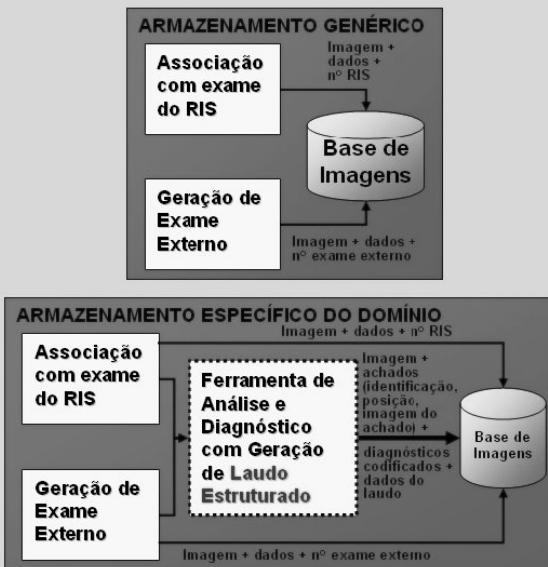 ARMAZENAMENTO GENÉRICO
Associação
com exame
do RIS
Imagem +
dados +
nº RIS
Base de
Imagens
Geração de
Exame
Externo
Imagem + dados +
nº exame externo
ARMAZENAMENTO ESPECÍFICO DO DOMÍNIO
Imagem + dados + nº RIS
Associação
com exame
do RIS
Ferramenta de
Análise e
Diagnóstico
com Geração
de Laudo
Estruturado
Imagem +
achados
(identificação,
posição,
imagem do
achado) +
diagnósticos
codificados +
dados do
laudo
Base de
Imagens
Geração de
Exame
Externo
Imagem + dados + nº exame externo